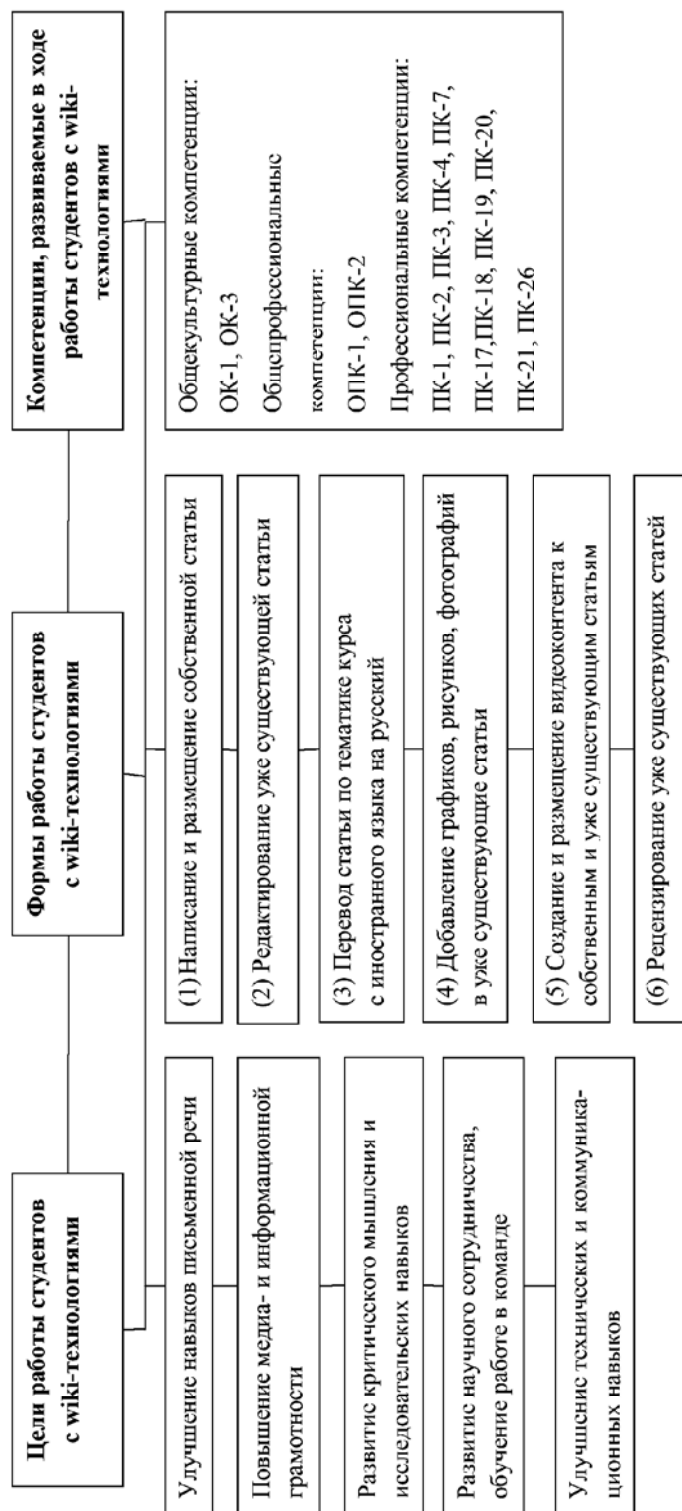 Цели работы студентов
с wiki-технологиями
Улучшение навыков письменной речи
Повышение медиа- и информационной
грамотности
Развитие критического мышления и
исследовательских навыков
Развитие научного сотрудничества,
обучение работе в команде
Улучшение технических и коммуника-
ционных навыков
Формы работы студентов
с wiki-технологиями
(1) Написание и размещение собственной статьи
(2) Редактирование уже существующей статьи
(3) Перевод статьи по тематике курса
с иностранного языка на русский
(4) Добавление графиков, рисунков, фотографий
в уже существующие статьи
(5) Создание и размещение видеоконтента к
собственным и уже существующим статьям
(6) Рецензирование уже существующих статей
Компетенции, развиваемые в ходе
работы студентов с wiki-
технологиями
Общекультурные компетенции:
ОК-1, ОК-3
Общепрофессиональные
компетенции:
ОПК-1, ОПК-2
Профессиональные компетенции:
ПК-1, ПК-2, ПК-3, ПК-4, ПК-7,
ПК-17,ПК-18, ПК-19, ПК-20,
ПК-21, ПК-26